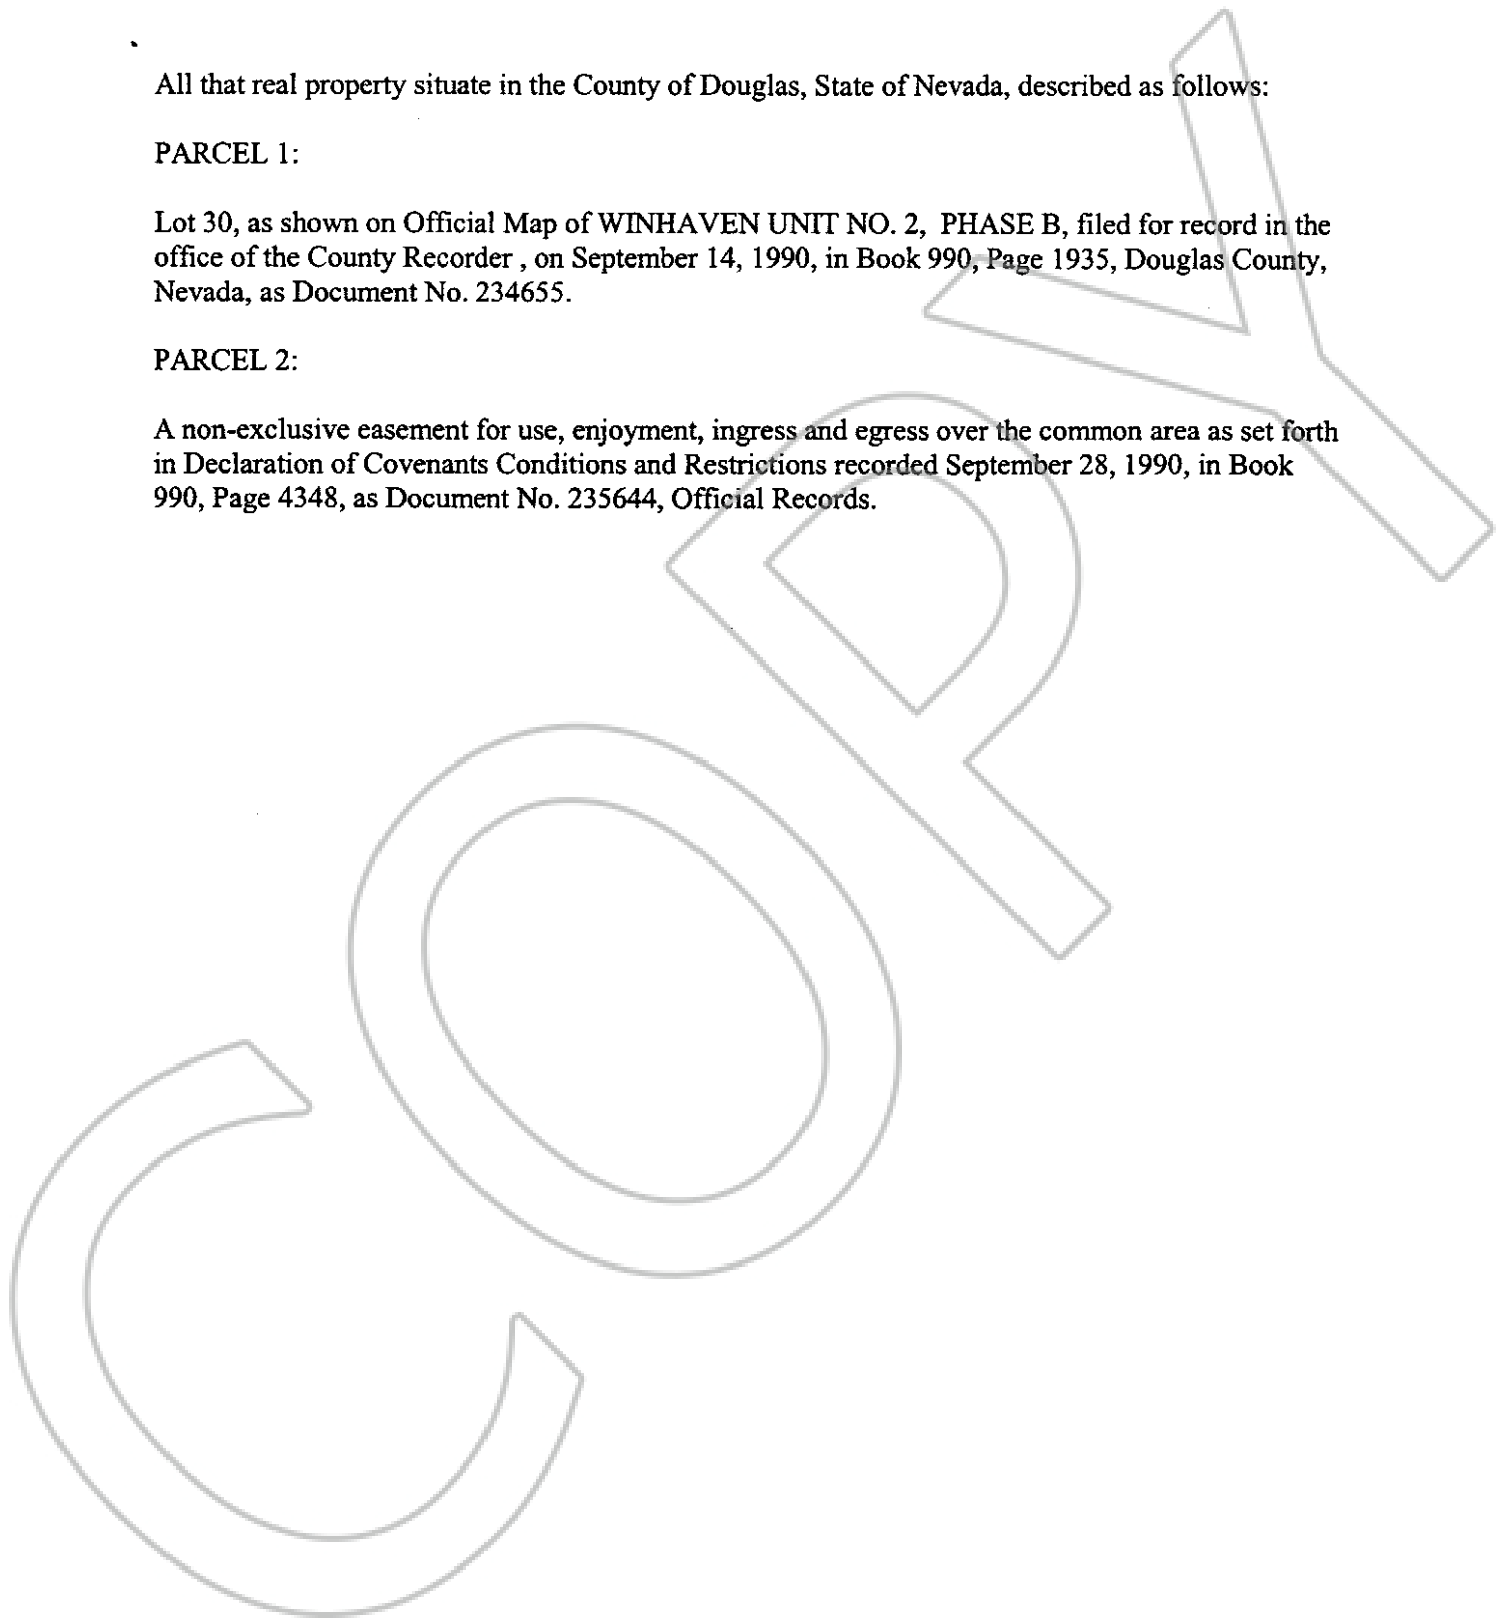 All that real property situate in the County of Douglas, State of Nevada, described as follows:
PARCEL 1:
Lot 30, as shown on Official Map of WINHAVEN UNIT NO. 2, PHASE B, filed for record in the
office of the County Recorder , on September 14, 1990, in Book 990, Page 1935, Douglas County,
Nevada, as Document No. 234655.
PARCEL 2:
A non-exclusive easement for use, enjoyment, ingress and egress over the common area as set forth
in Declaration of Covenants Conditions and Restrictions recorded September 28, 1990, in Book
990, Page 4348, as Document No. 235644, Official Records.
COPY